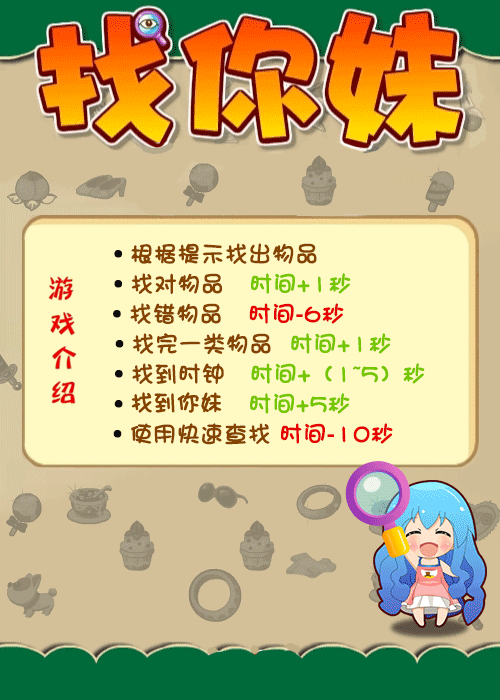 找你妹
游戏介绍
•根据提示找出物品
•找对物品 时间+1秒
•找错物品 时间-6秒
•找完一类物品 时间+1秒
•找到时钟 时间+（1~5）秒
•找到你妹 时间+5秒
•使用快速查找 时间-10秒